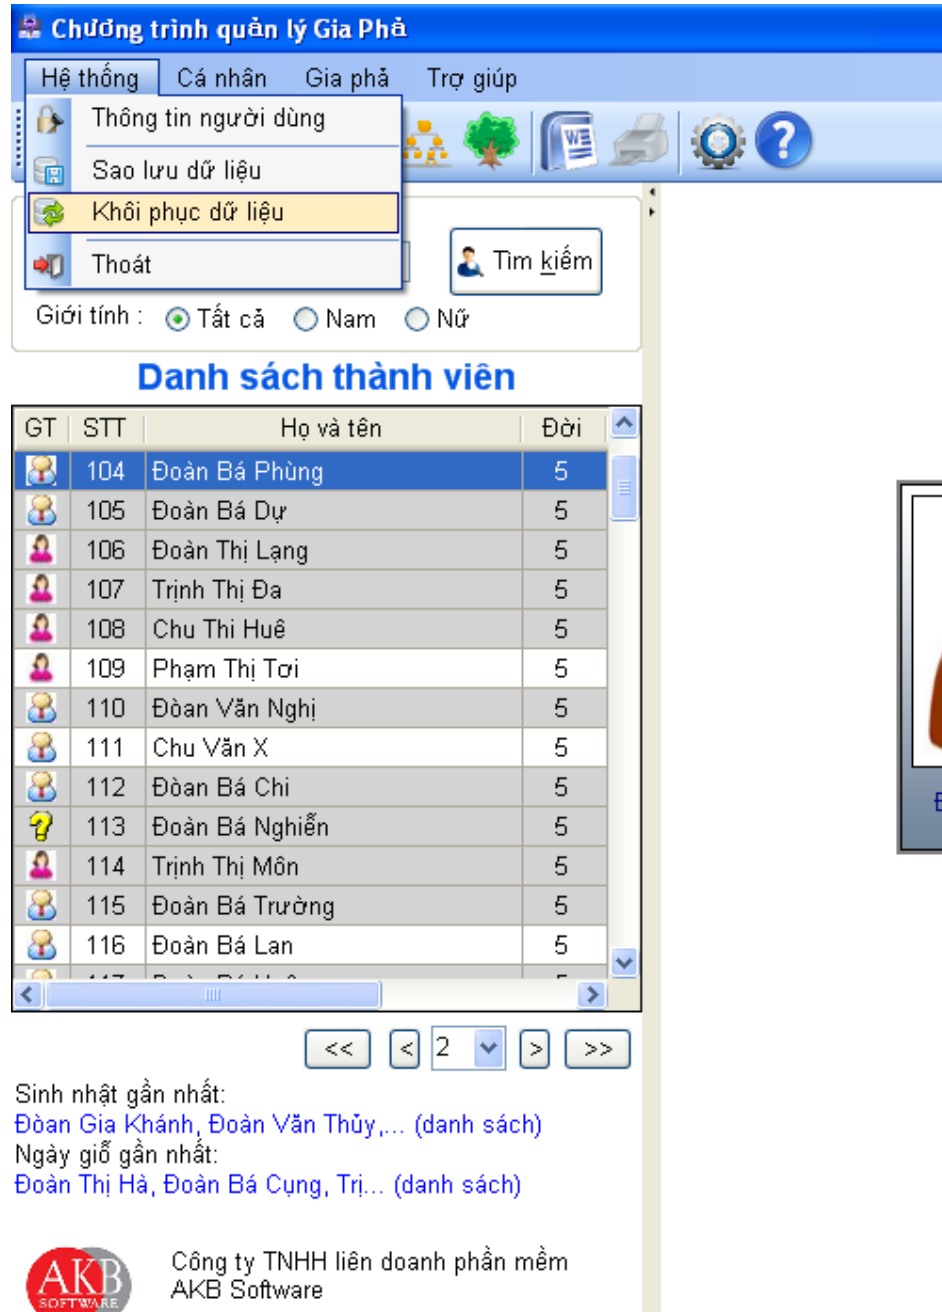 Chương trình quản lý Gia Phả
Hệ thống Cá nhân Gia phả Trợ giúp
Thông tin người dùng
Sao lưu dữ liệu
Khôi phục dữ liệu
Thoát
Tìm kiếm
Giới tính : Tất cả Nam Nữ
Danh sách thành viên
GT STT Họ và tên Đời
104 Đoàn Bá Phùng 5
105 Đoàn Bá Dự 5
106 Đoàn Thị Lạng 5
107 Trịnh Thị Đa 5
108 Chu Thi Huê 5
109 Phạm Thị Tơi 5
110 Đòan Văn Nghị 5
111 Chu Văn X 5
112 Đòan Bá Chi 5
113 Đoàn Bá Nghiễn 5
114 Trịnh Thị Môn 5
115 Đoàn Bá Trường 5
116 Đoàn Bá Lan 5
<< < 2 > >>
Sinh nhật gần nhất:
Đòan Gia Khánh, Đoàn Văn Thủy,... (danh sách)
Ngày giỗ gần nhất:
Đoàn Thị Hà, Đoàn Bá Cụng, Trị... (danh sách)
AKB
SOFTWARE
Công ty TNHH liên doanh phần mềm
AKB Software